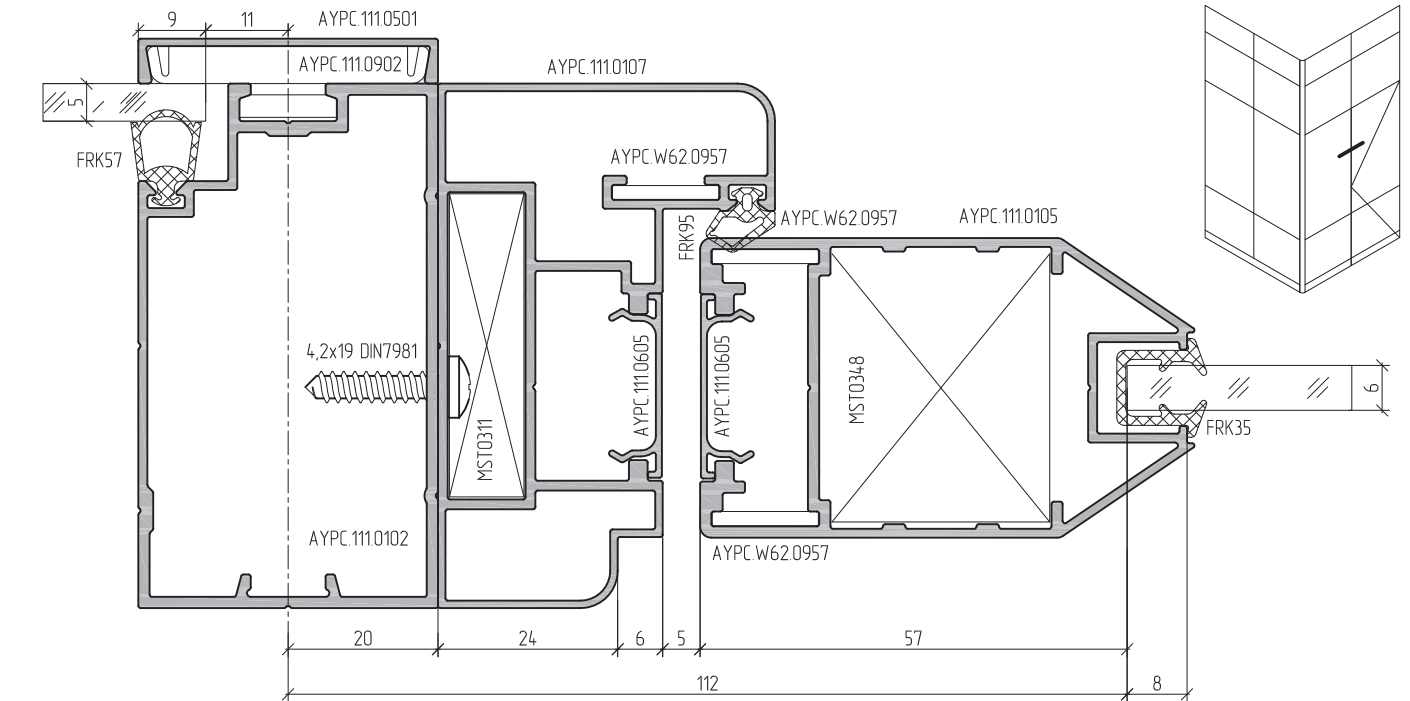 9
11
AYPC.111.0501
AYPC.111.0902
AYPC.111.0107
5
FRK57
AYPC.W62.0957
FRK95
AYPC.W62.0957
AYPC.111.0105
4,2x19 DIN7981
AYPC.111.0605
AYPC.111.0605
MST0348
MST0311
6
FRK35
AYPC.111.0102
AYPC.W62.0957
20
24
6
5
57
112
8